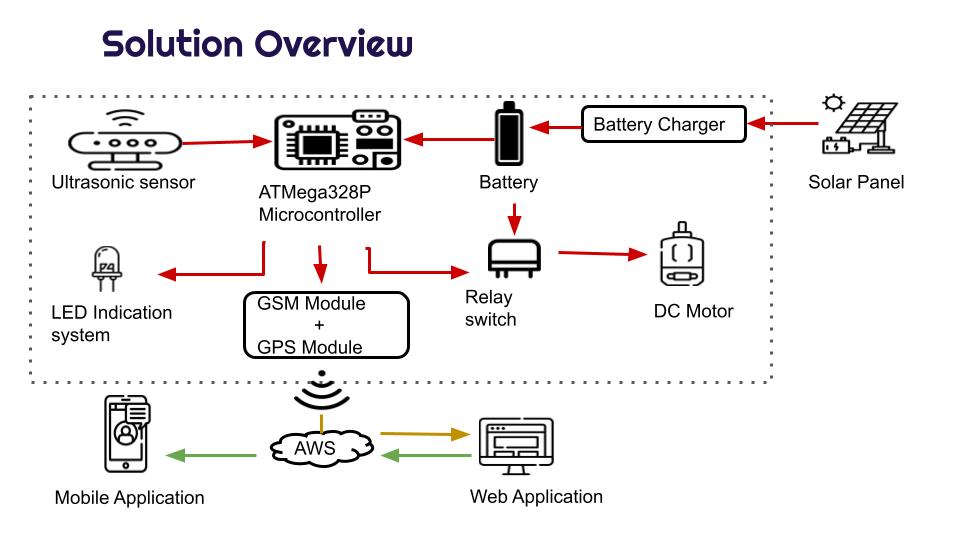 Solution Overview
Battery Charger
Ultrasonic sensor
ATMega328P
Microcontroller
Battery
Solar Panel
LED Indication
system
GSM Module
+
GPS Module
Relay
switch
DC Motor
AWS
Mobile Application
Web Application